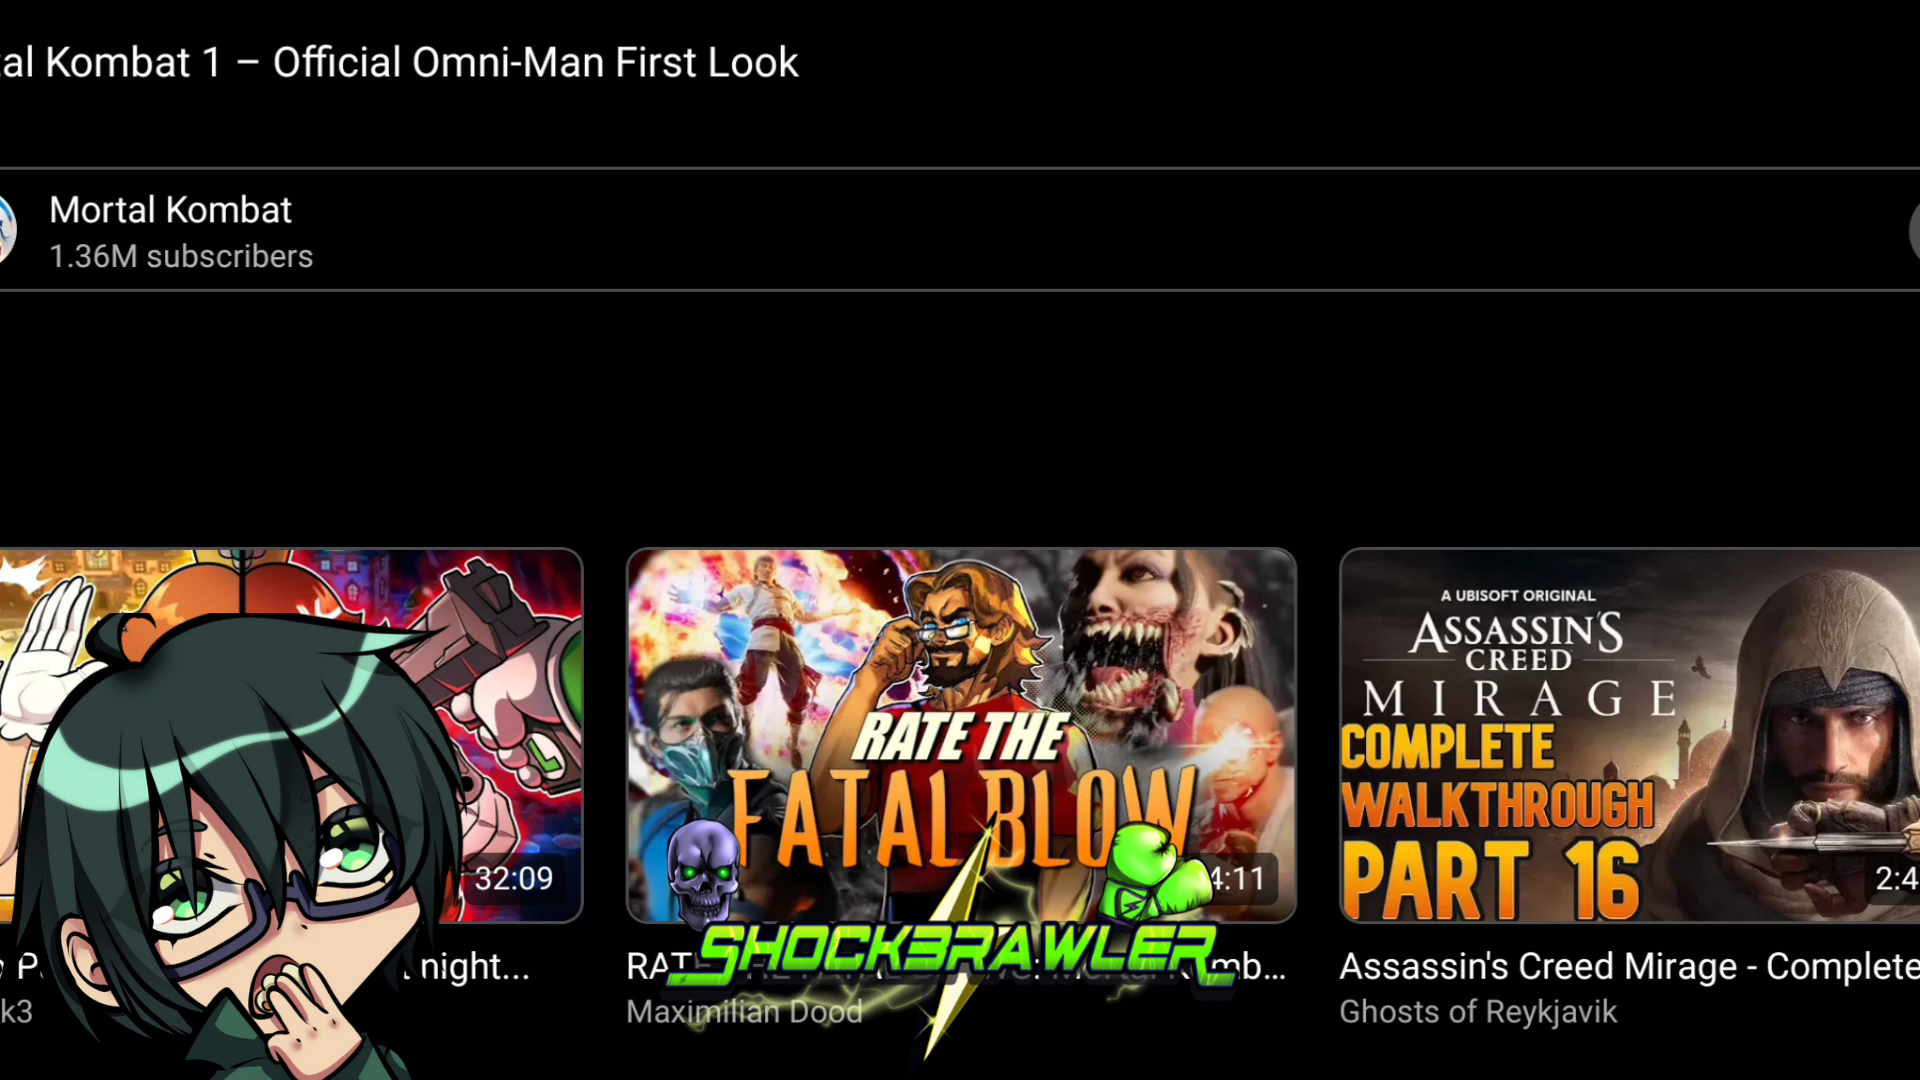 al Kombat 1 – Official Omni-Man First Look
Mortal Kombat
1.36M subscribers
32:09
RATE THE
FATAL BLOW
4:11
A UBISOFT ORIGINAL
ASSASSIN'S
CREED
MIRAGE
COMPLETE
WALKTHROUGH
PART 16
2:4
SHOCKBRAWLER
night...
k3
Maximilian Dood
Assassin's Creed Mirage - Complete
Ghosts of Reykjavik